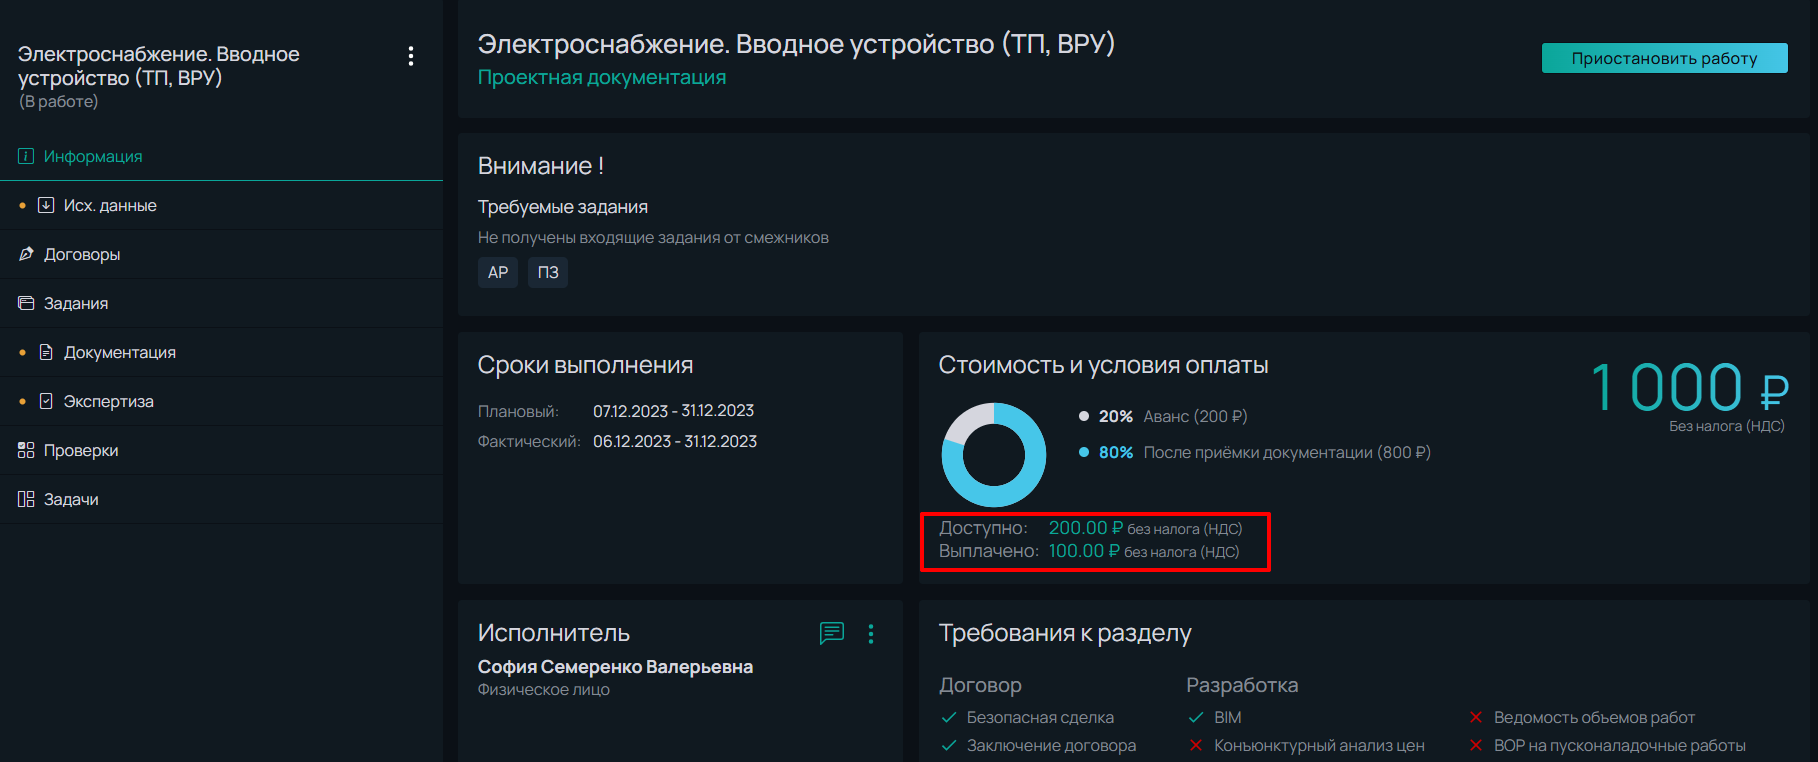 Электроснабжение. Вводное
устройство (ТП, ВРУ)
(В работе)
Информация
Исх. данные
Договоры
Задания
Документация
Экспертиза
Проверки
Задачи
Электроснабжение. Вводное устройство (ТП, ВРУ)
Проектная документация
Приостановить работу
Внимание !
Требуемые задания
Не получены входящие задания от смежников
АР ПЗ
Сроки выполнения
Плановый: 07.12.2023 - 31.12.2023
Фактический: 06.12.2023 - 31.12.2023
Стоимость и условия оплаты
1 000 ₽
Без налога (НДС)
20% Аванс (200 ₽)
80% После приёмки документации (800 ₽)
Доступно: 200.00 ₽ без налога (НДС)
Выплачено: 100.00 ₽ без налога (НДС)
Исполнитель
София Семеренко Валерьевна
Физическое лицо
Требования к разделу
Договор
Безопасная сделка
Заключение договора
Разработка
BIM
Конъюнктурный анализ цен
Ведомость объемов работ
ВОР на пусконаладочные работы